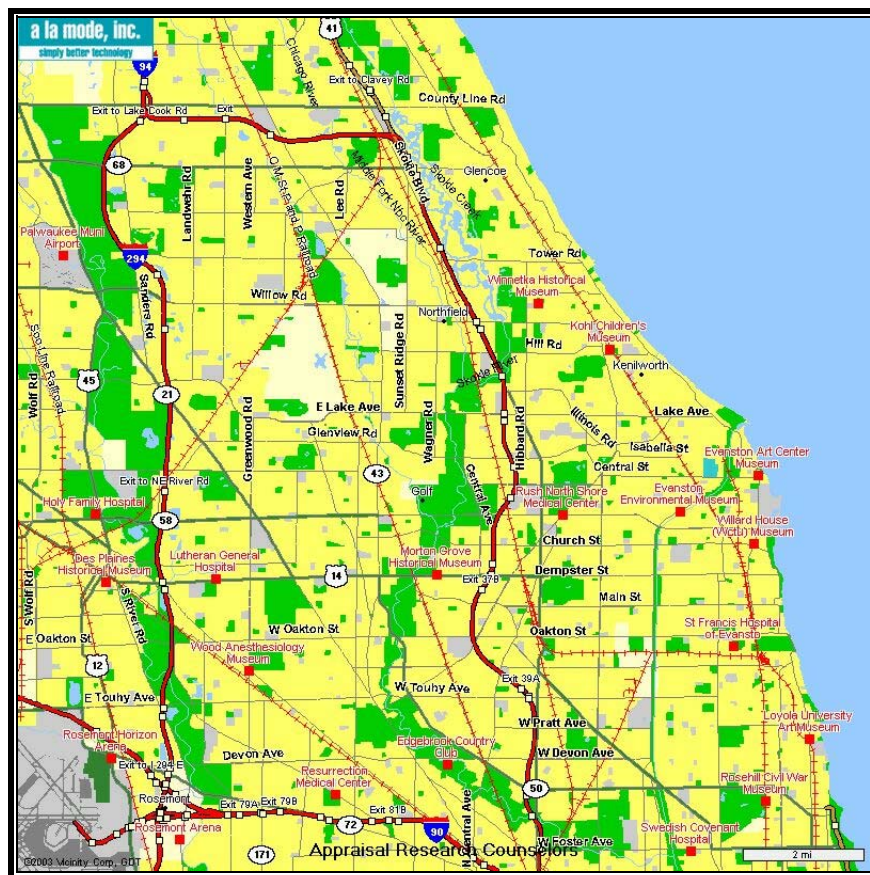 a la mode, inc.
simply better technology
41
94
Exit to Clavey Rd
Chicago River
County Line Rd
Exit to Lake Cook Rd
Exit
68
Landwehr Rd
Western Ave
Lee Rd
C.M.St.P.and P. Railroad
Middle Fork Nbc River
Skokie Blvd
Skokie Creek
Glencoe
Palwaukee Muni
Airport
294
Sanders Rd
Tower Rd
Willow Rd
Winnetka Historical
Museum
Northfield
Kohl Children's
Museum
Hill Rd
Soo Line Railroad
Wolf Rd
45
21
Sunset Ridge Rd
Skokie River
Kenilworth
E Lake Ave
Lake Ave
Greenwood Rd
Glenview Rd
Wagner Rd
Hibbard Rd
Illinois Rd
Isabella St
Central St
Evanston Art Center
Museum
43
Exit to NE River Rd
Golf
Central Ave
Holy Family Hospital
Rush North Shore
Medical Center
Evanston
Environmental Museum
58
Willard House
(Wctu) Museum
Church St
Des Plaines
Historical Museum
Lutheran General
Hospital
14
Morton Grove
Historical Museum
Exit 37B
Dempster St
S Wolf Rd
S River Rd
Main St
E Oakton St
W Oakton St
Oakton St
St Francis Hospital
of Evansto
12
Wood Anesthesiology
Museum
E Touhy Ave
W Touhy Ave
Exit 39A
W Pratt Ave
Loyola University
Art Museum
Rosemont Horizon
Arena
Devon Ave
Edgebrook Country
Club
W Devon Ave
Exit to I 294 E
Rosemont
Resurrection
Medical Center
50
Rosehill Civil War
Museum
Exit 79A
Exit 79B
Exit 81B
Rosemont Arena
72
90
N Central Ave
W Foster Ave
Swedish Covenant
Hospital
171
Appraisal Research Counselors
2 mi
©2003 Vicinity Corp, GDT